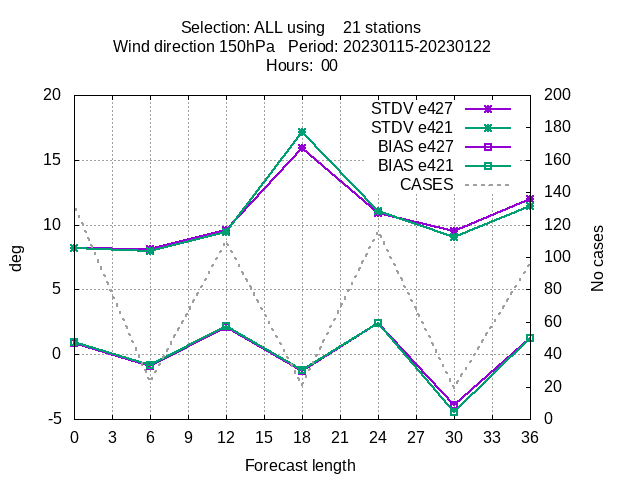 Selection: ALL using    21 stations
Wind direction 150hPa   Period: 20230115-20230122
Hours:  00
20
15
10
5
0
-5
deg
STDV e427
STDV e421
BIAS e427
BIAS e421
CASES
200
180
160
140
120
100
80
60
40
20
0
No cases
0 3 6 9 12 15 18 21 24 27 30 33 36
Forecast length